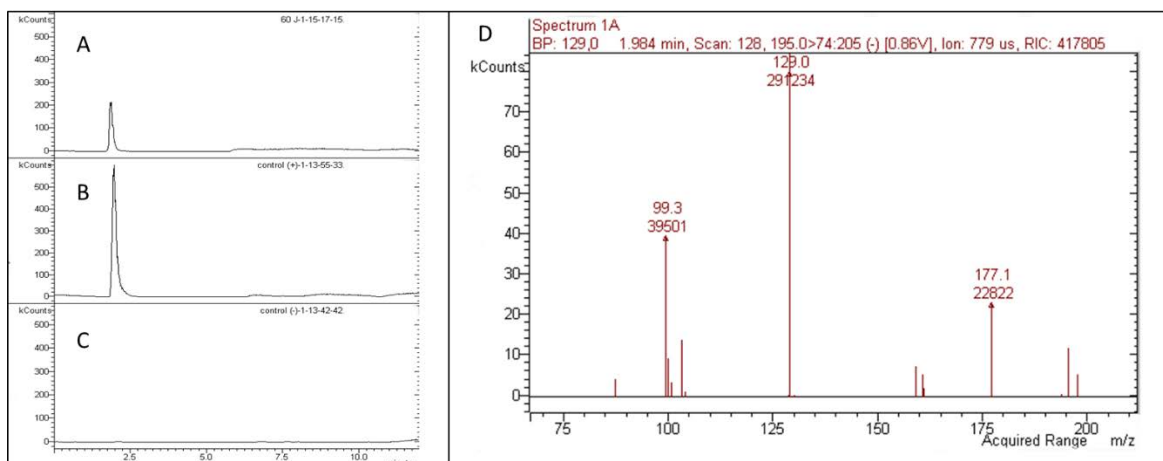 kCounts
60 J-1-15-17-15.
A
500
400
300
200
100
0
kCounts
control (+)-1-13-55-33.
B
500
400
300
200
100
0
kCounts
control (-)-1-13-42-42.
C
500
400
300
200
100
0
2.5 5.0 7.5 10.0
D
Spectrum 1A
BP: 129,0 1.984 min, Scan: 128, 195.0>74:205 (-) [0.86V], Ion: 779 us, RIC: 417805
kCounts
129.0
291234
70
60
50
40
30
20
10
0
99.3
39501
177.1
22822
75 100 125 150 175 200
Acquired Range m/z